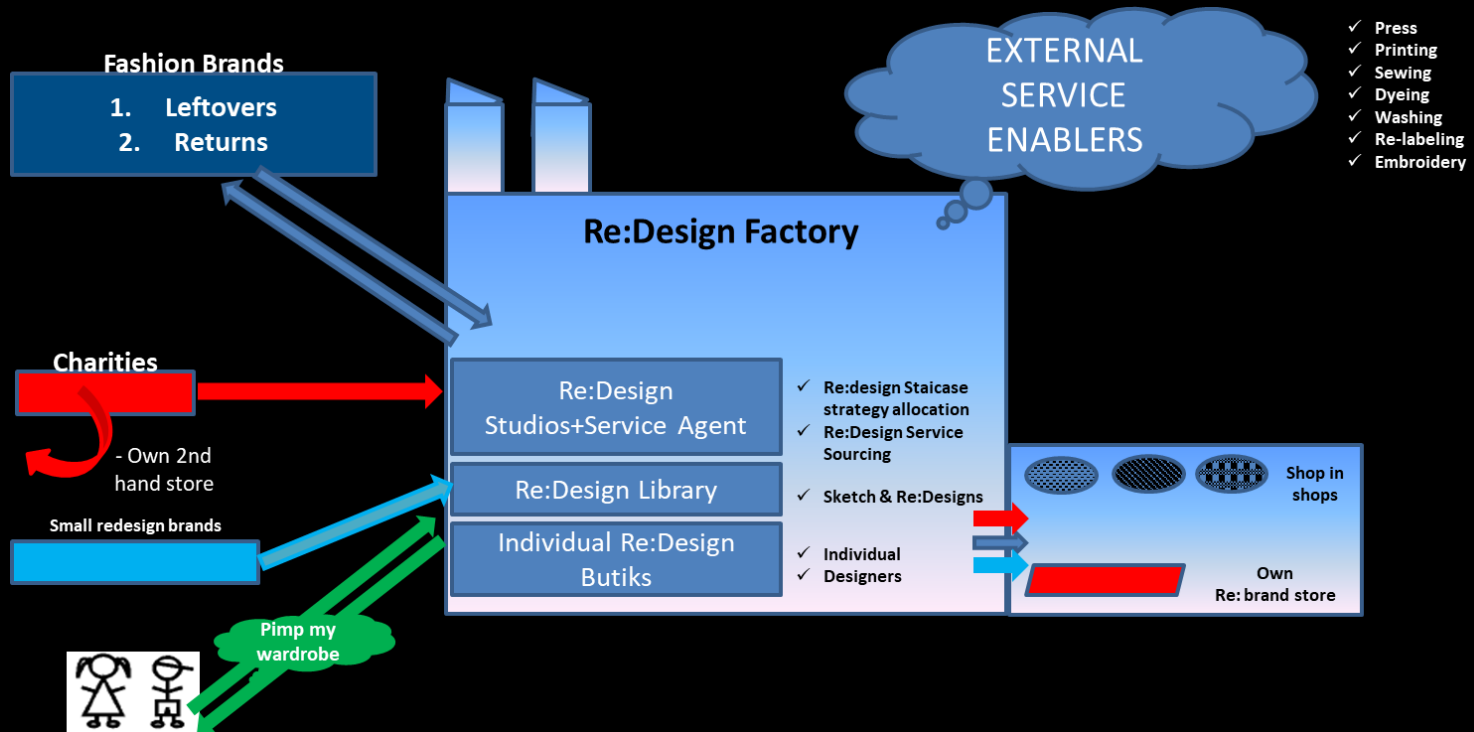 Fashion Brands
1. Leftovers
2. Returns
EXTERNAL
SERVICE
ENABLERS
✓ Press
✓ Printing
✓ Sewing
✓ Dyeing
✓ Washing
✓ Re-labeling
✓ Embroidery
Re:Design Factory
Charities
- Own 2nd
hand store
Small redesign brands
Pimp my
wardrobe
Re:Design
Studios+Service Agent
✓ Re:design Staicase
strategy allocation
✓ Re:Design Service
Sourcing
Re:Design Library
✓ Sketch & Re:Designs
Individual Re:Design
Butiks
✓ Individual
✓ Designers
Shop in
shops
Own
Re: brand store